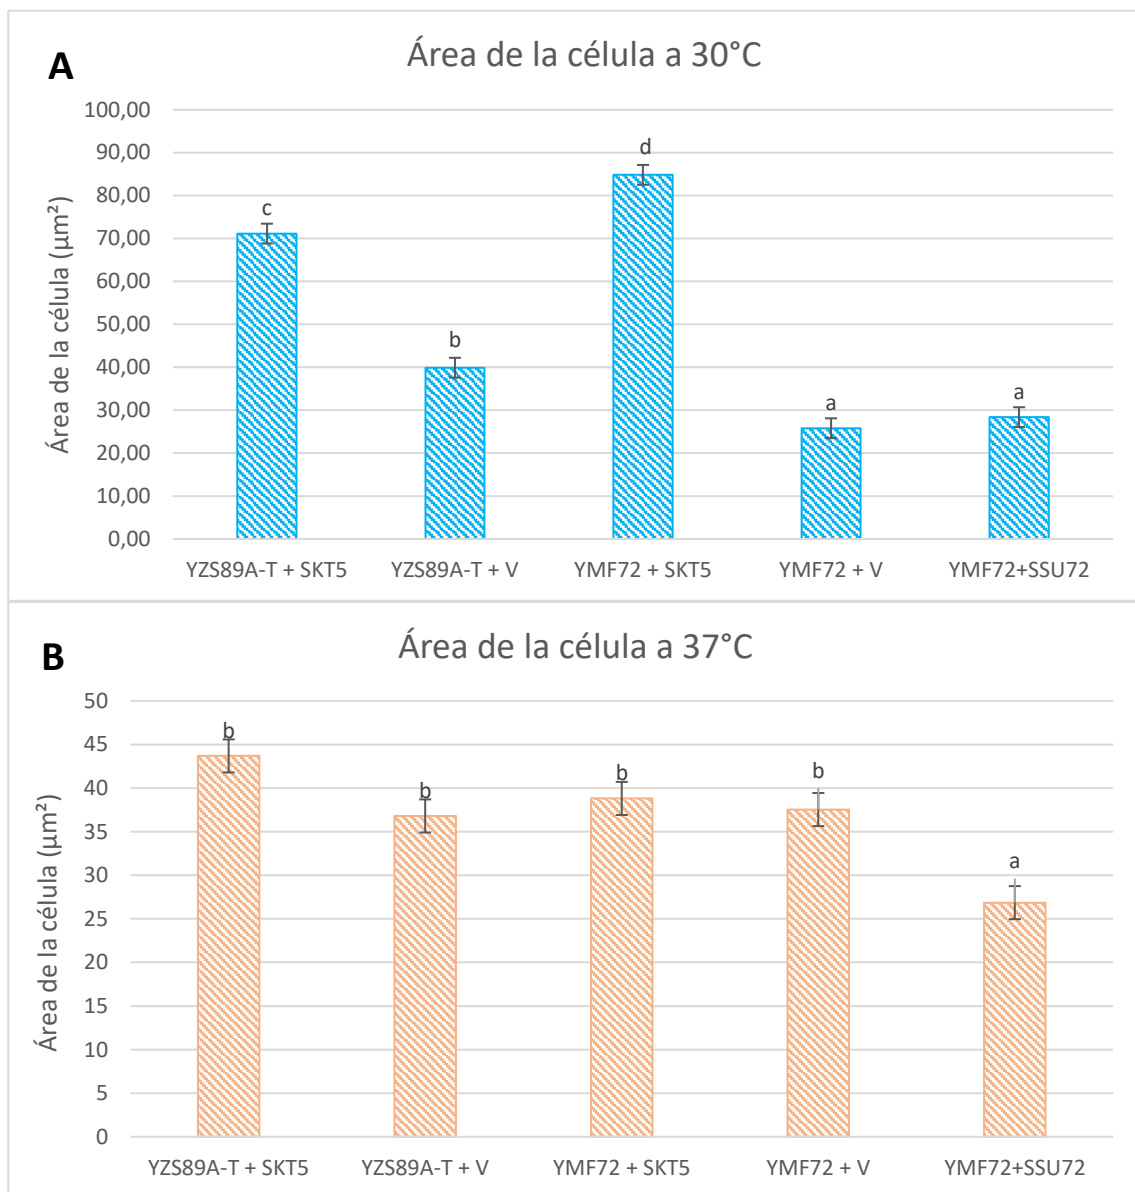 A
Área de la célula a 30°C
Área de la célula (µm²)
100,00
90,00
80,00
70,00
60,00
50,00
40,00
30,00
20,00
10,00
0,00
c
b
d
a
a
YZS89A-T + SKT5
YZS89A-T + V
YMF72 + SKT5
YMF72 + V
YMF72+SSU72
B
Área de la célula a 37°C
Área de la célula (µm²)
50
45
40
35
30
25
20
15
10
5
0
b
b
b
b
a
YZS89A-T + SKT5
YZS89A-T + V
YMF72 + SKT5
YMF72 + V
YMF72+SSU72